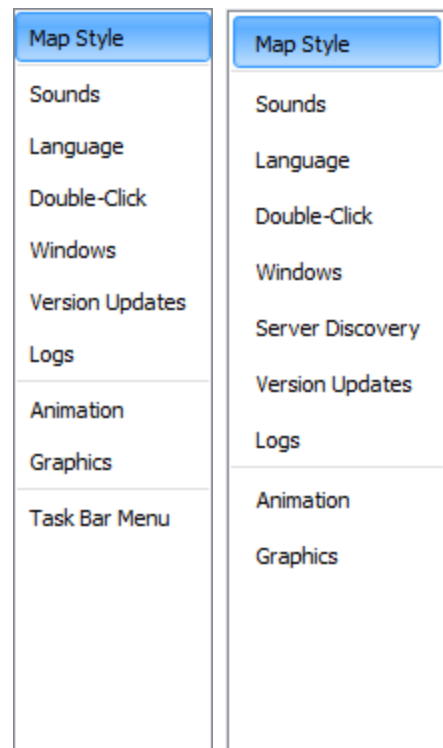 Map Style
Sounds
Language
Double-Click
Windows
Version Updates
Logs
Animation
Graphics
Task Bar Menu
Map Style
Sounds
Language
Double-Click
Windows
Server Discovery
Version Updates
Logs
Animation
Graphics